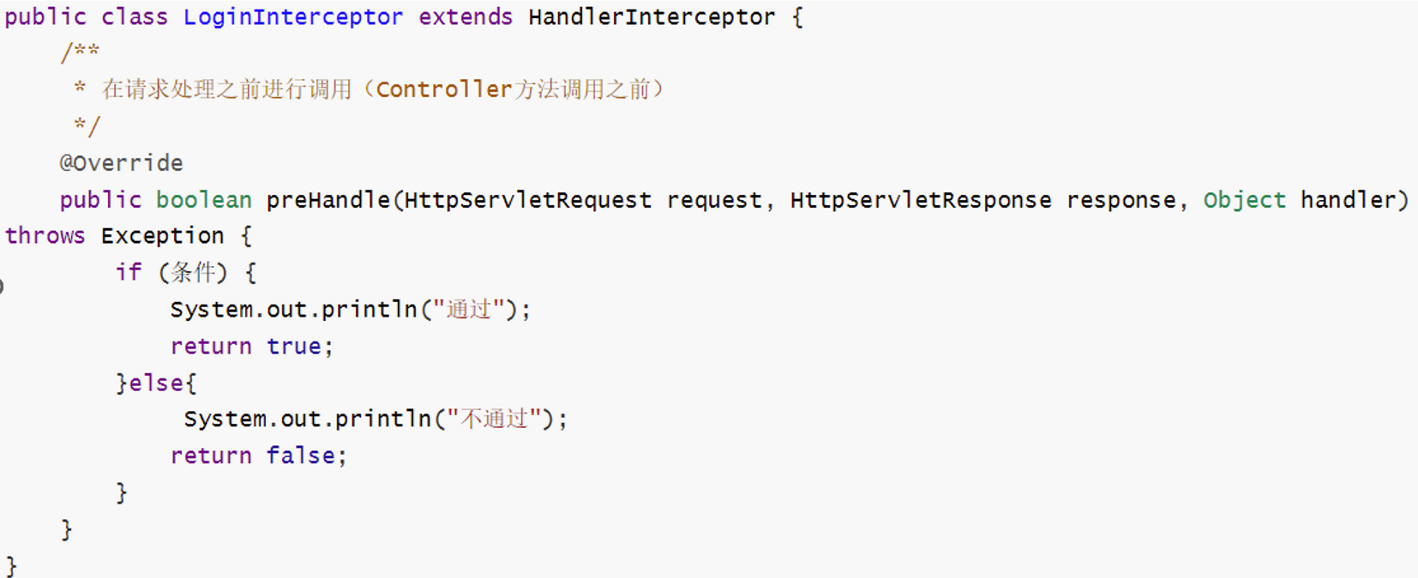 public class LoginInterceptor extends HandlerInterceptor {
    /**
     * 在请求处理之前进行调用（Controller方法调用之前）
     */
    @Override
    public boolean preHandle(HttpServletRequest request, HttpServletResponse response, Object handler)
throws Exception {
        if (条件) {
            System.out.println("通过");
            return true;
        }else{
             System.out.println("不通过");
            return false;
        }
    }
}